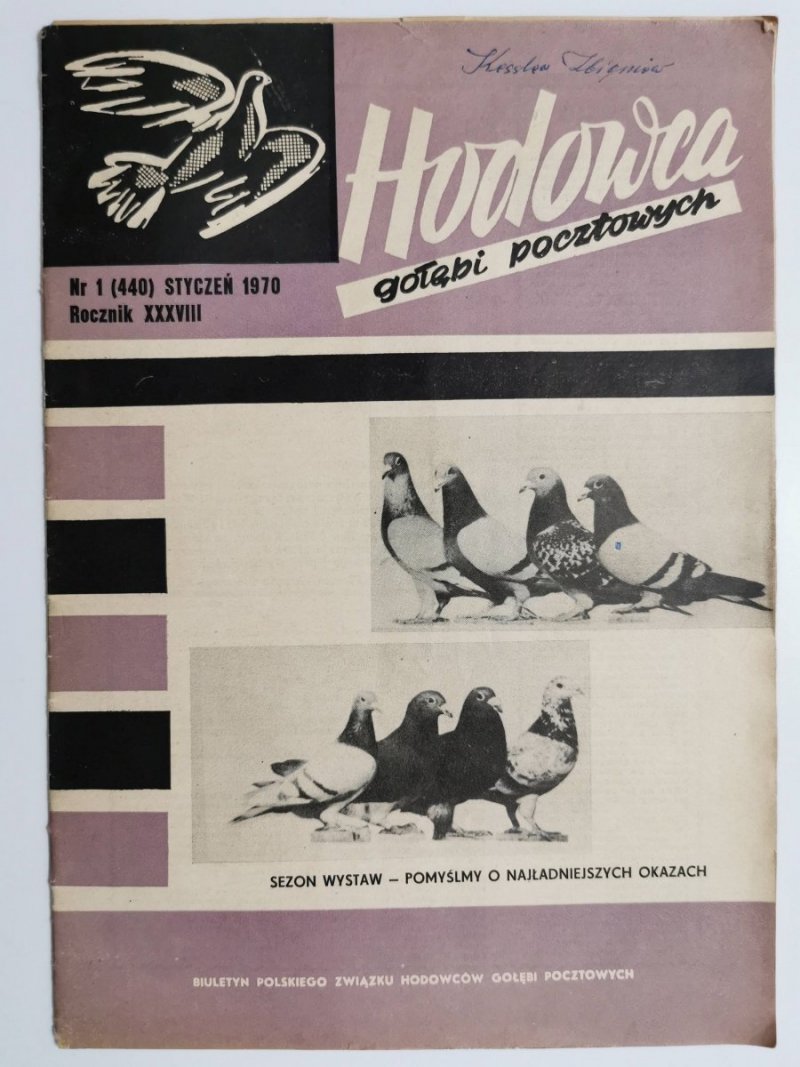 Zbigniew
Hodowca
gołębi pocztowych
Nr 1 (440) STYCZEŃ 1970
Rocznik XXXVIII
SEZON WYSTAW – POMYŚLMY O NAJŁADNIEJSZYCH OKAZACH
BIULETYN POLSKIEGO ZWIĄZKU HODOWCÓW GOŁĘBI POCZTOWYCH